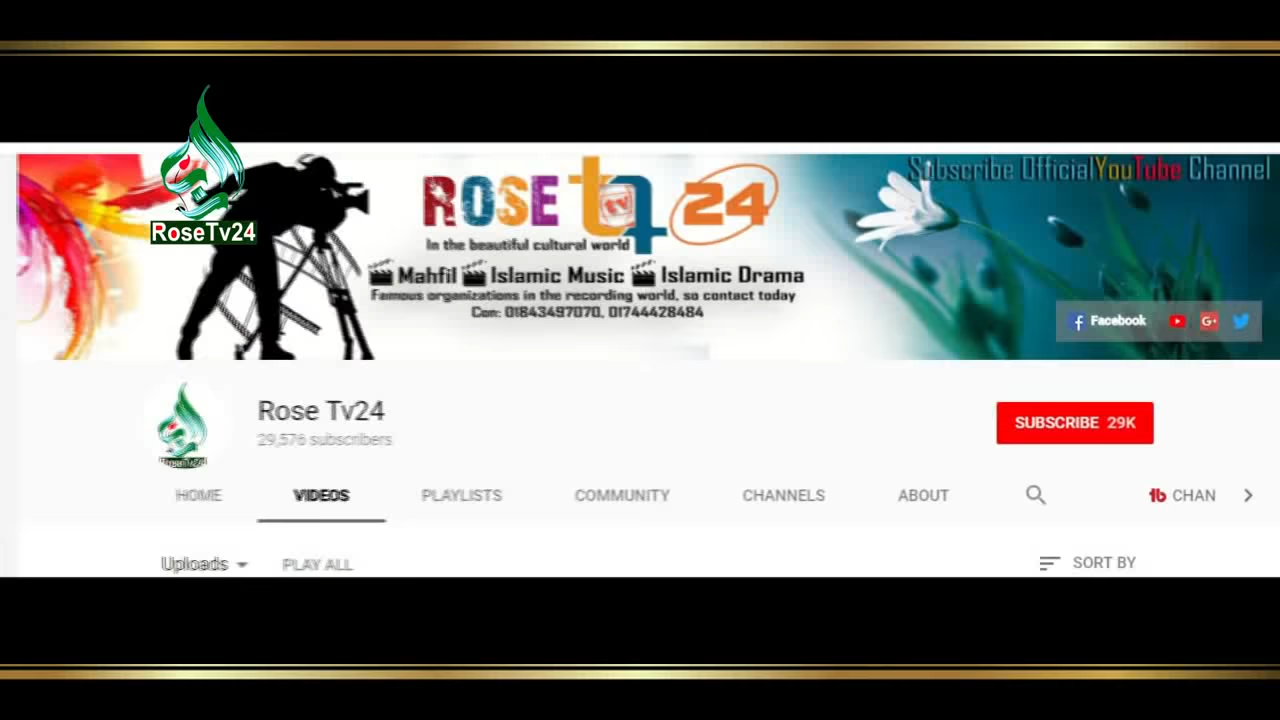 Subscribe Official YouTube Channel
ROSE tv 24
RoseTv24
In the beautiful cultural world
Mahfil Islamic Music Islamic Drama
Famous organizations in the recording world, so contact today
Con: 01843497070, 01744428484
Facebook
G+
Rose Tv24
29,576 subscribers
SUBSCRIBE 29K
RoseTv24
HOME VIDEOS PLAYLISTS COMMUNITY CHANNELS ABOUT CHAN
Uploads PLAY ALL SORT BY